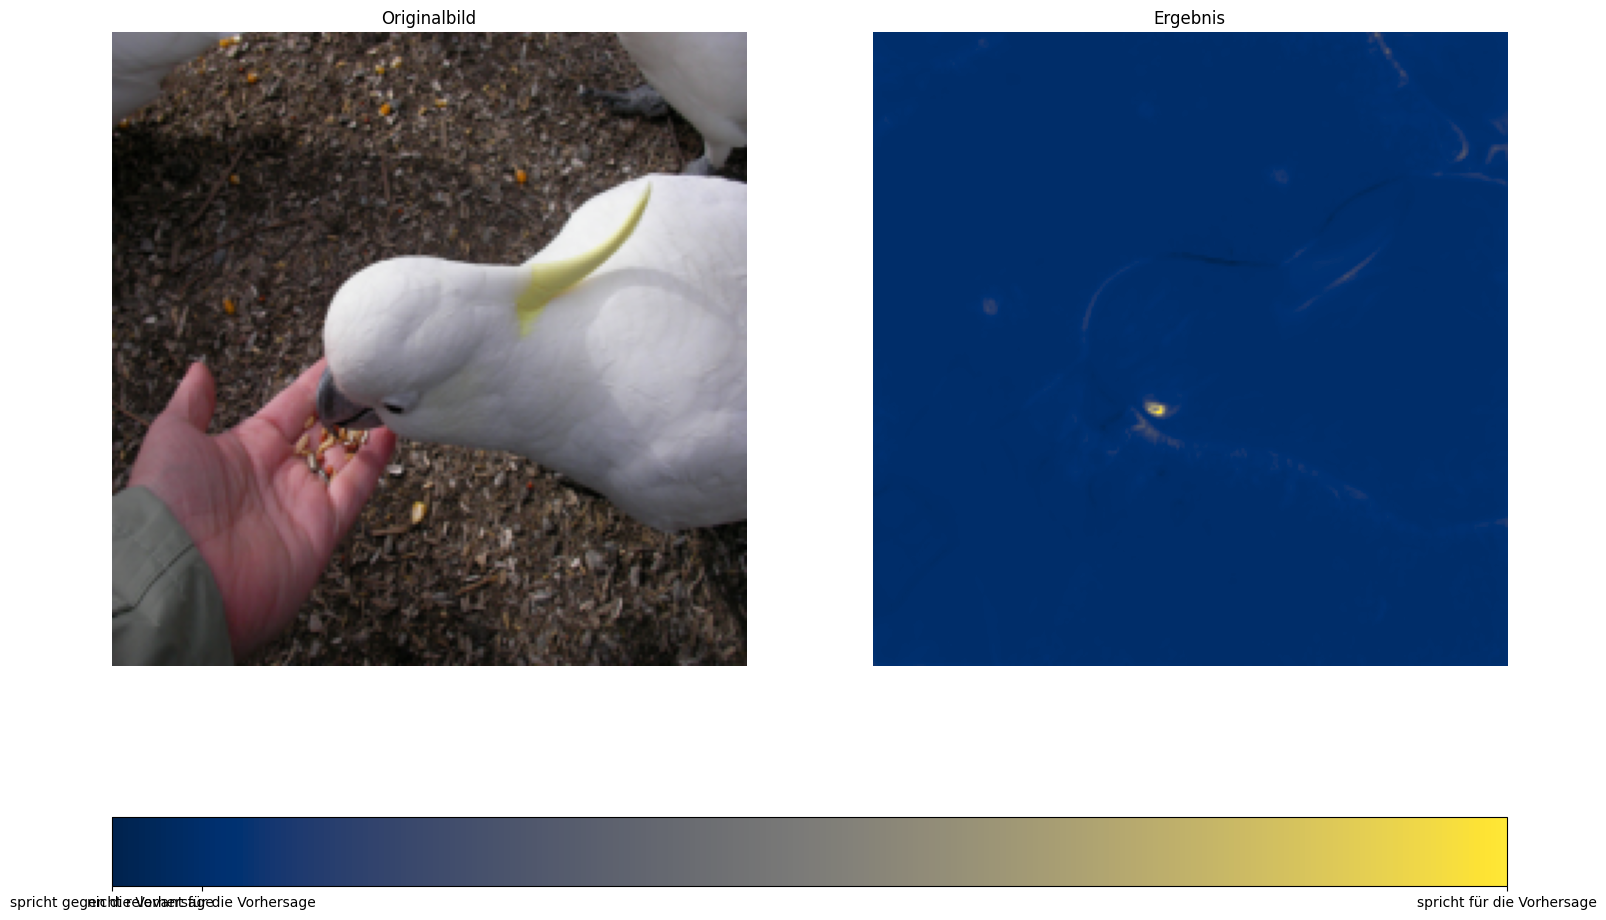 Originalbild
Ergebnis
spricht gegen die Vorhersage
nicht relevant für die Vorhersage
spricht für die Vorhersage